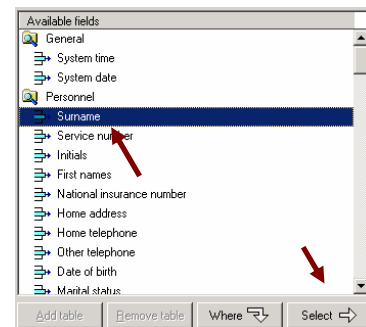 Available fields
General
System time
System date
Personnel
Surname
Service number
Initials
First names
National insurance number
Home address
Home telephone
Other telephone
Date of birth
Marital status
Add table Remove table Where Select